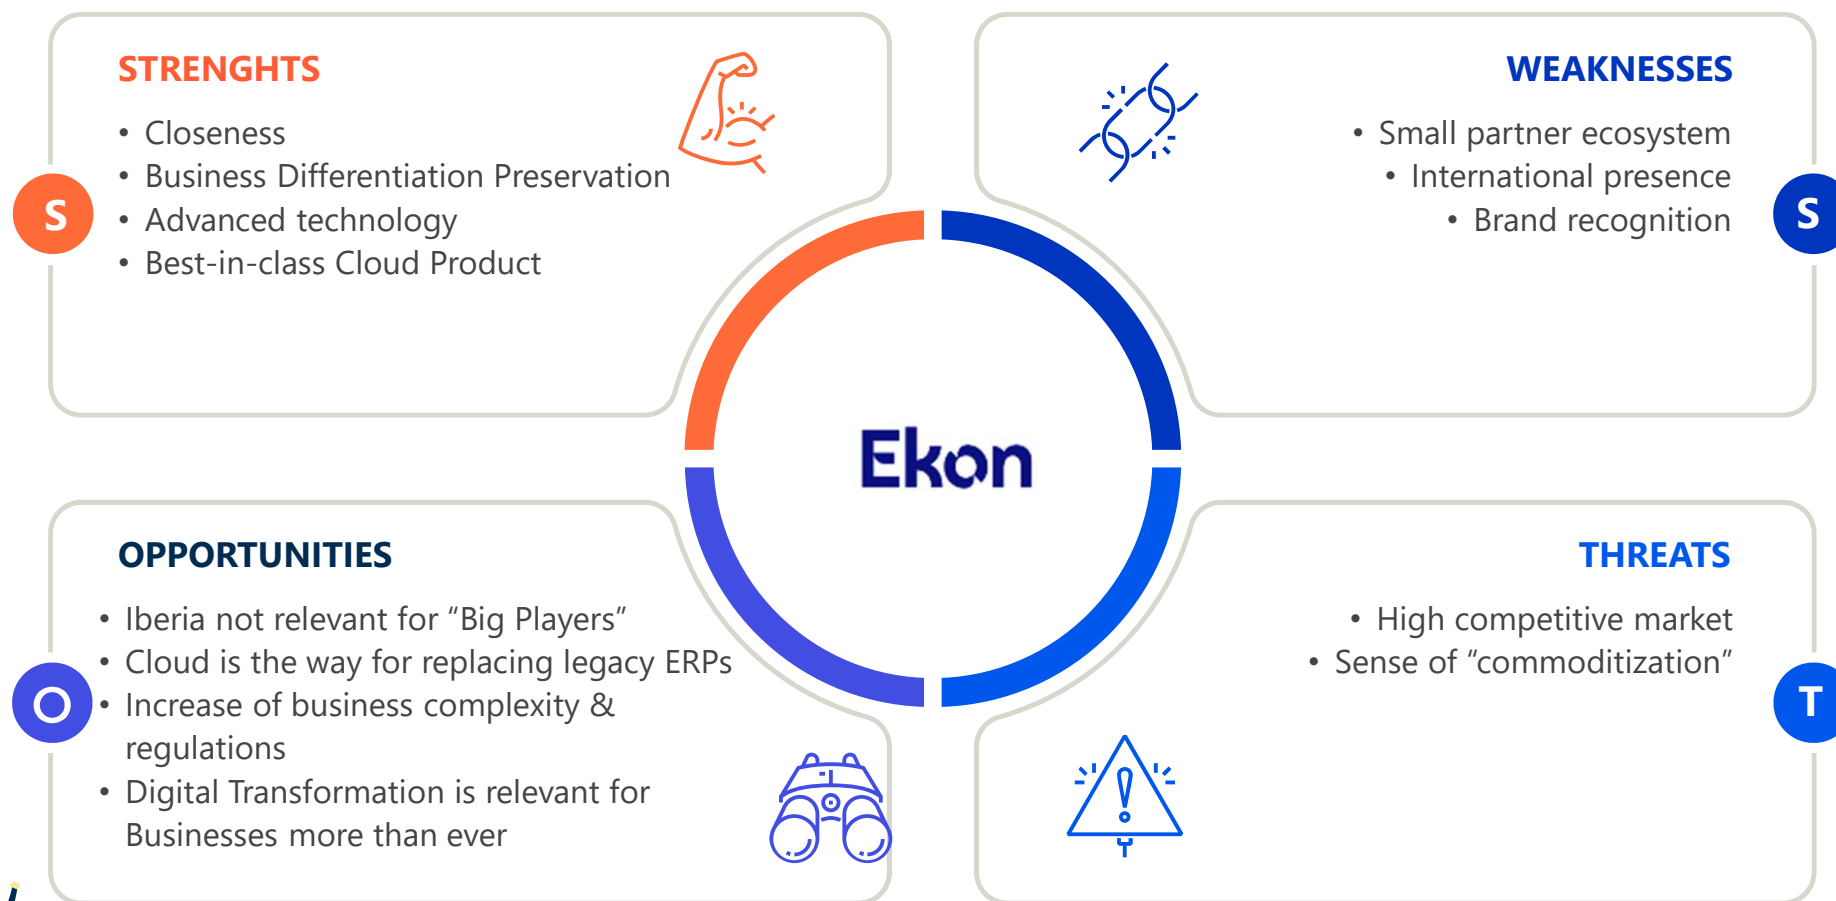 STRENGHTS
• Closeness
• Business Differentiation Preservation
• Advanced technology
• Best-in-class Cloud Product
S
WEAKNESSES
• Small partner ecosystem
• International presence
• Brand recognition
S
Ekon
OPPORTUNITIES
• Iberia not relevant for “Big Players”
• Cloud is the way for replacing legacy ERPs
• Increase of business complexity &
regulations
• Digital Transformation is relevant for
Businesses more than ever
O
THREATS
• High competitive market
• Sense of “commoditization”
T